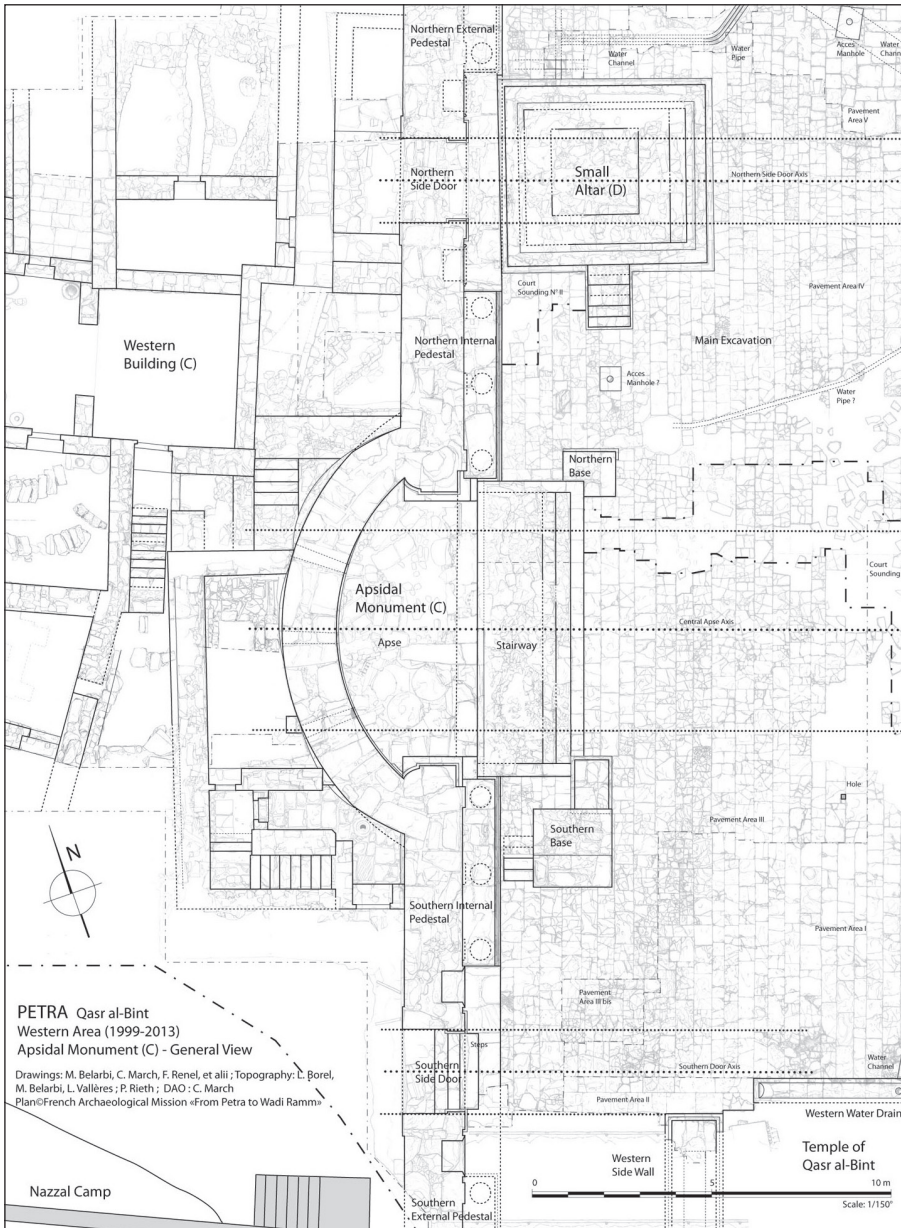 Northern External
Pedestal
Water
Channel
Water
Pipe
Acces
Manhole
Water
Chann
Pavement
Area V
Northern
Side Door
Small
Altar (D)
Northern Side Door Axis
Court
Sounding N° II
Pavement Area IV
Western
Building (C)
Northern Internal
Pedestal
Main Excavation
Acces
Manhole ?
Water
Pipe ?
Northern
Base
Court
Sounding
Apsidal
Monument (C)
Apse
Stairway
Central Apse Axis
Hole
Southern
Base
Pavement Area III
N
Southern Internal
Pedestal
Pavement Area I
Pavement
Area III bis
PETRA Qasr al-Bint
Western Area (1999-2013)
Apsidal Monument (C) - General View
Drawings: M. Belarbi, C. March, F. Renel, et alii ; Topography: L. Borel,
M. Belarbi, L. Vallères ; P. Rieth ; DAO : C. March
Plan©French Archaeological Mission «From Petra to Wadi Ramm»
Steps
Southern
Side Door
Southern Door Axis
Water
Channel
Pavement Area II
Western Water Drain
Western
Side Wall
Temple of
Qasr al-Bint
Nazzal Camp
0 5 10 m
Scale: 1/150°
Southern
External Pedestal